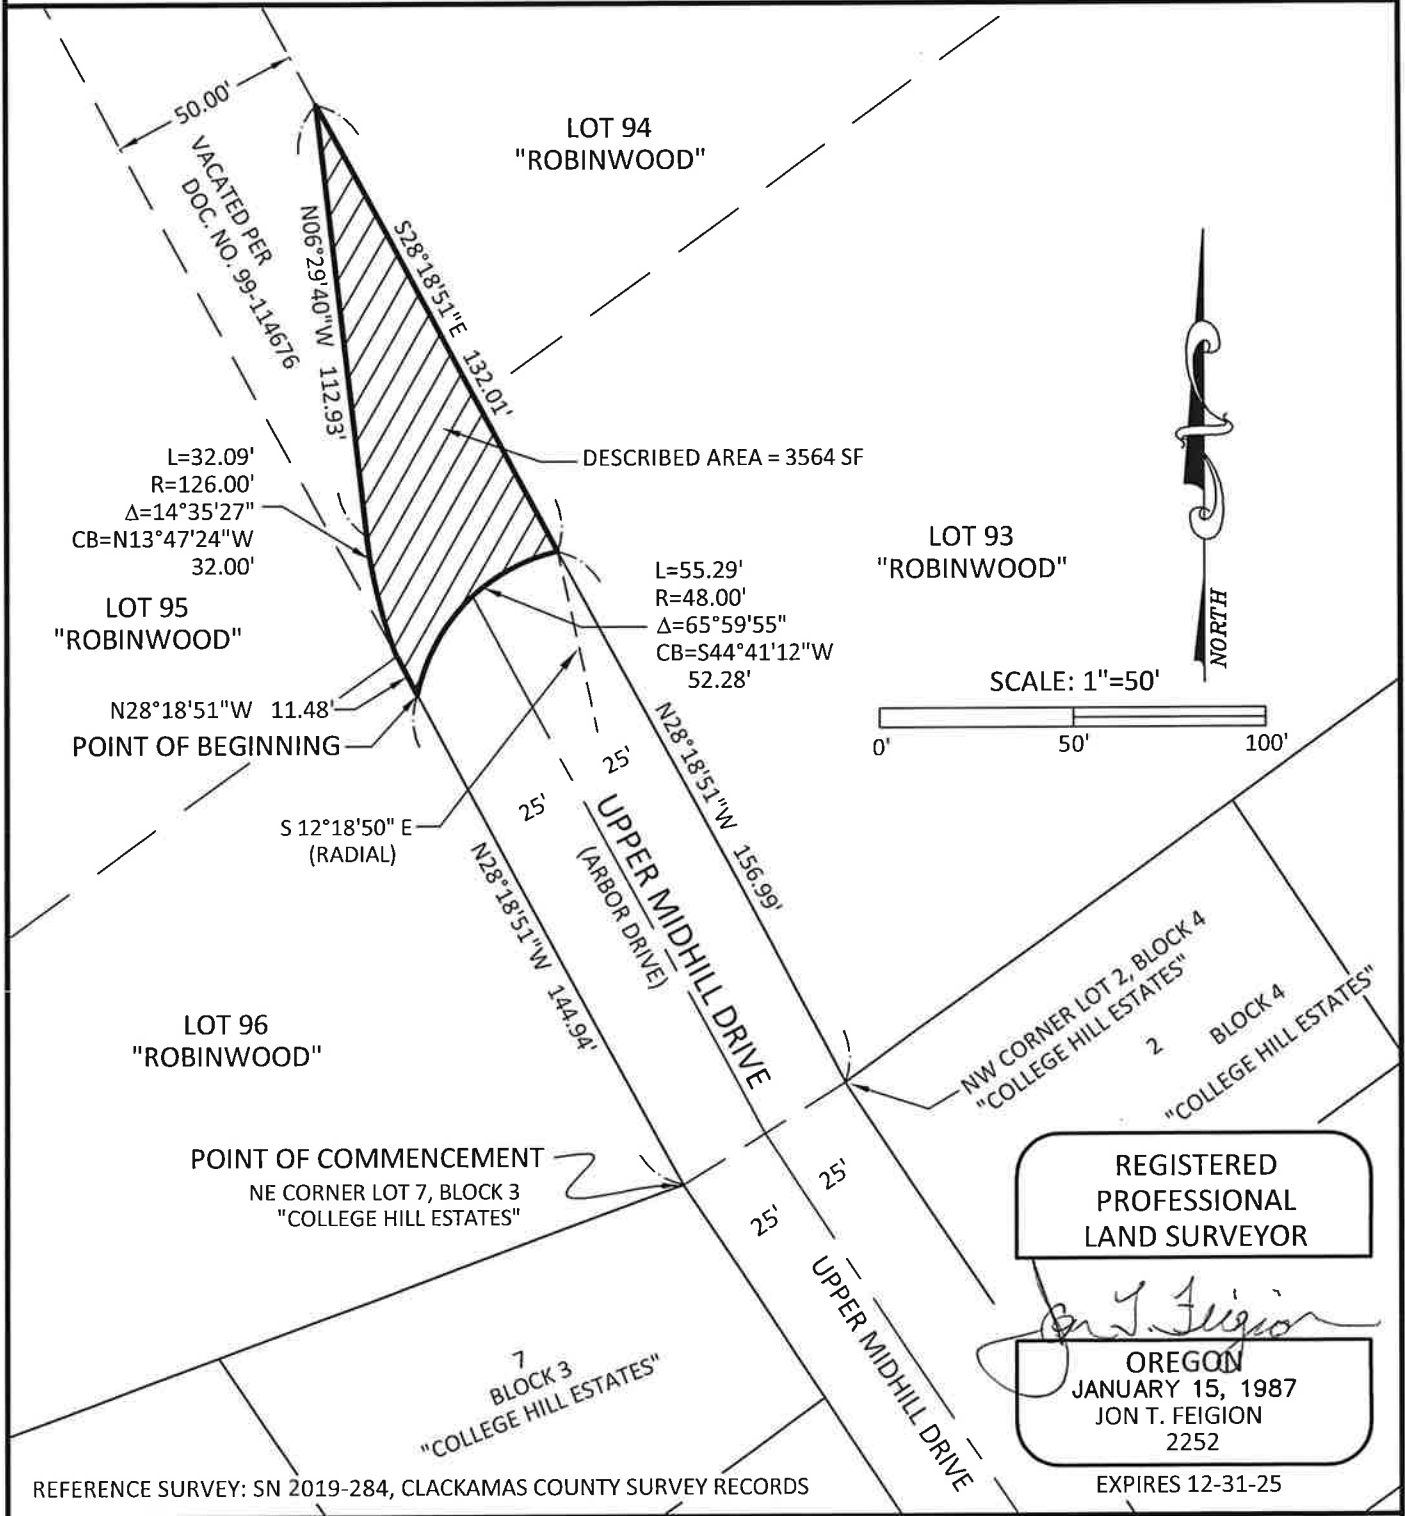 50.00'
VACATED PER
DOC. NO. 99-114676
LOT 94
"ROBINWOOD"
N06°29'40"W 112.93'
S28°18'51"E 132.01'
DESCRIBED AREA = 3564 SF
L=32.09'
R=126.00'
Δ=14°35'27"
CB=N13°47'24"W
32.00'
LOT 93
"ROBINWOOD"
L=55.29'
R=48.00'
Δ=65°59'55"
CB=S44°41'12"W
52.28'
LOT 95
"ROBINWOOD"
NORTH
SCALE: 1"=50'
0' 50' 100'
N28°18'51"W 11.48'
POINT OF BEGINNING
S 12°18'50" E
(RADIAL)
25'
25'
UPPER MIDHILL DRIVE
(ARBOR DRIVE)
N28°18'51"W 156.99'
N28°18'51"W 144.94'
LOT 96
"ROBINWOOD"
NW CORNER LOT 2, BLOCK 4
"COLLEGE HILL ESTATES"
2 BLOCK 4
"COLLEGE HILL ESTATES"
POINT OF COMMENCEMENT
NE CORNER LOT 7, BLOCK 3
"COLLEGE HILL ESTATES"
25'
25'
UPPER MIDHILL DRIVE
7
BLOCK 3
"COLLEGE HILL ESTATES"
REGISTERED
PROFESSIONAL
LAND SURVEYOR
Jon T. Feigion
OREGON
JANUARY 15, 1987
JON T. FEIGION
2252
EXPIRES 12-31-25
REFERENCE SURVEY: SN 2019-284, CLACKAMAS COUNTY SURVEY RECORDS